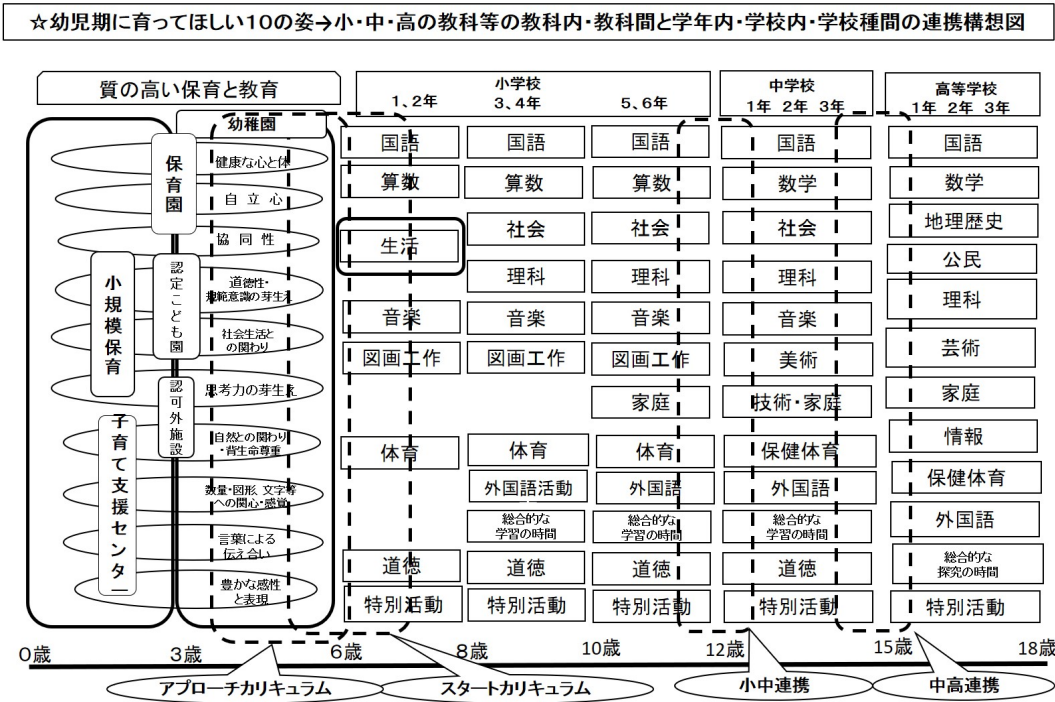 ☆幼児期に育ってほしい10の姿→小・中・高の教科等の教科内・教科間と学年内・学校内・学校種間の連携構想図
質の高い保育と教育
幼稚園
保育園
小規模保育
認定こども園
認可外施設
子育て支援センター
健康な心と体
自立心
協同性
道徳性・
規範意識の芽生え
社会生活と
の関わり
思考力の芽生え
自然との関わり
・背生命尊重
数量・図形 文字等
への関心・感覚
言葉による
伝え合い
豊かな感性
と表現
小学校
1、2年
3、4年
5、6年
国語
算数
生活
音楽
図画工作
体育
道徳
特別活動
国語
算数
社会
理科
音楽
図画工作
体育
外国語活動
総合的な
学習の時間
道徳
特別活動
国語
算数
社会
理科
音楽
図画工作
家庭
体育
外国語
総合的な
学習の時間
道徳
特別活動
中学校
1年 2年 3年
国語
数学
社会
理科
音楽
美術
技術・家庭
保健体育
外国語
総合的な
学習の時間
道徳
特別活動
高等学校
1年 2年 3年
国語
数学
地理歴史
公民
理科
芸術
家庭
情報
保健体育
外国語
総合的な
探究の時間
特別活動
0歳
3歳
6歳
8歳
10歳
12歳
15歳
18歳
アプローチカリキュラム
スタートカリキュラム
小中連携
中高連携